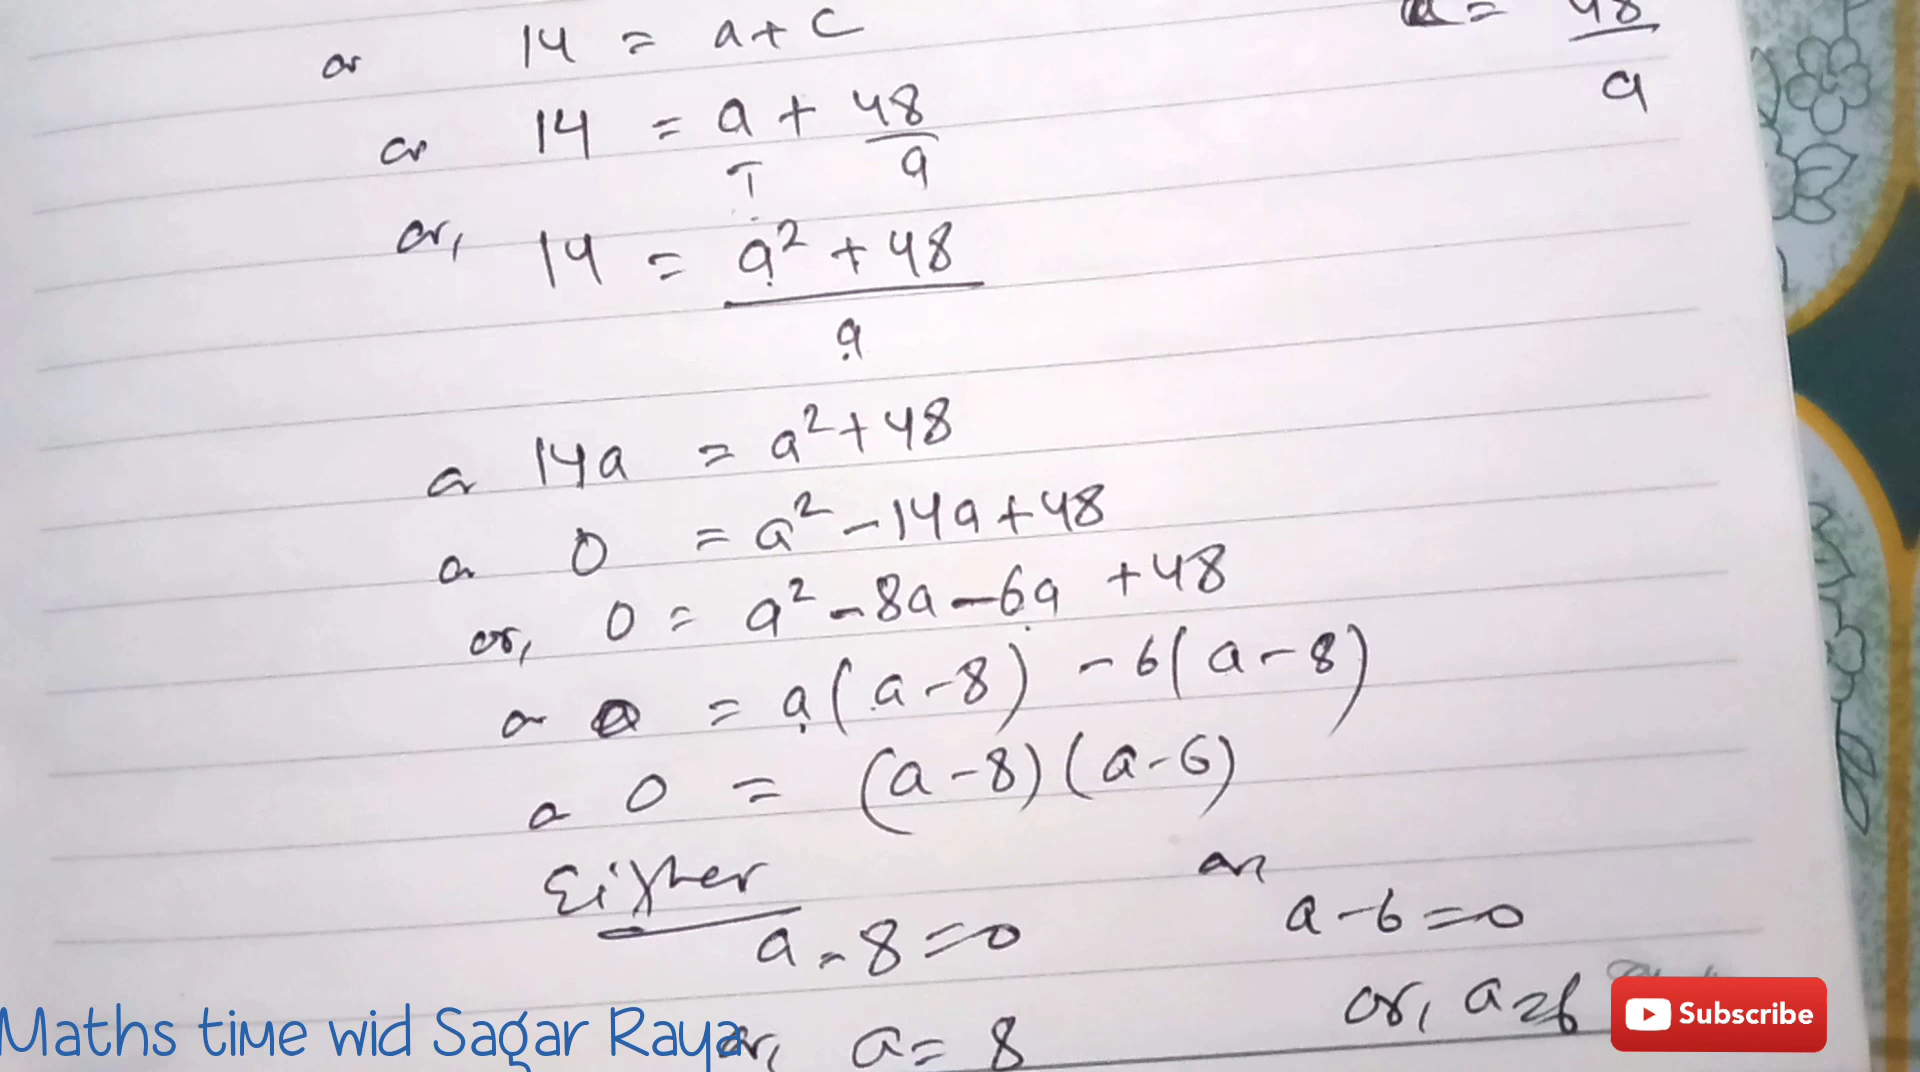 or 14 = a + c
= 48
a
or 14 = a + 48
1 a
or, 14 = a² + 48
a
or 14a = a² + 48
or 0 = a² - 14a + 48
or, 0 = a² - 8a - 6a + 48
or 0 = a(a - 8) - 6(a - 8)
or 0 = (a - 8)(a - 6)
Either or
a - 8 = 0 a - 6 = 0
or, a = 8 or, a = 6
Maths time wid Sagar Raya
Subscribe